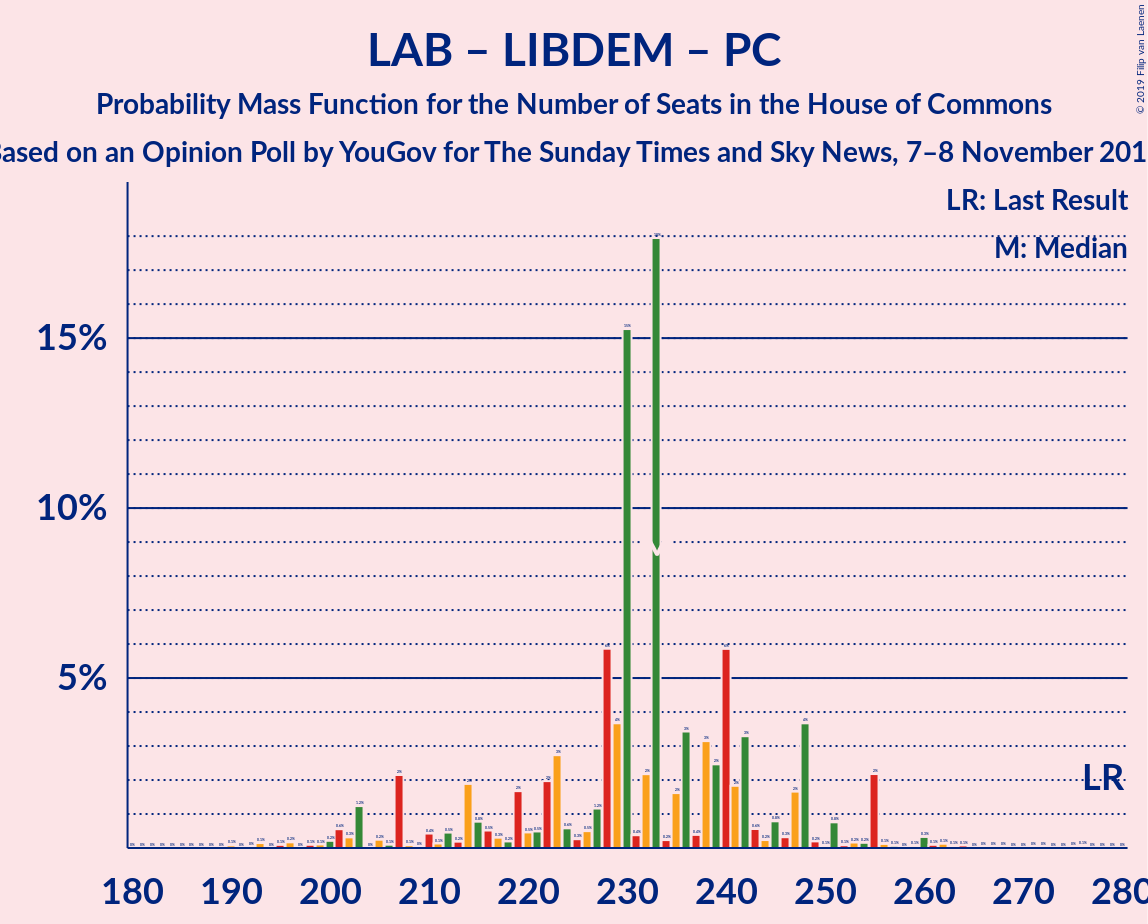 LAB – LIBDEM – PC
Probability Mass Function for the Number of Seats in the House of Commons
Based on an Opinion Poll by YouGov for The Sunday Times and Sky News, 7–8 November 201
© 2019 Filip van Laenen
LR: Last Result
M: Median
15%
10%
5%
LR
180 190 200 210 220 230 240 250 260 270 280